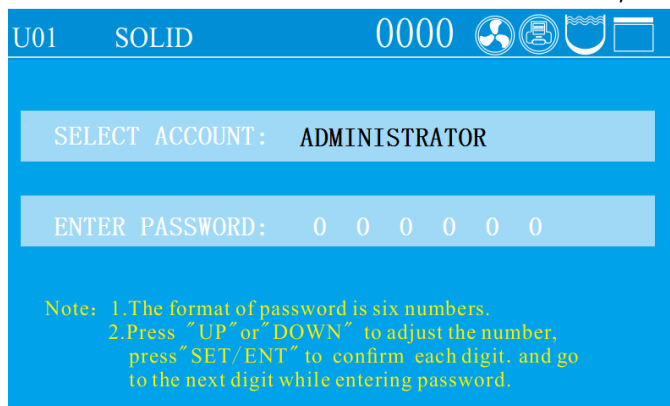 U01 SOLID 0000
SELECT ACCOUNT: ADMINISTRATOR
ENTER PASSWORD: 0 0 0 0 0 0
Note: 1.The format of password is six numbers.
2.Press "UP"or"DOWN" to adjust the number,
press"SET/ENT" to confirm each digit. and go
to the next digit while entering password.